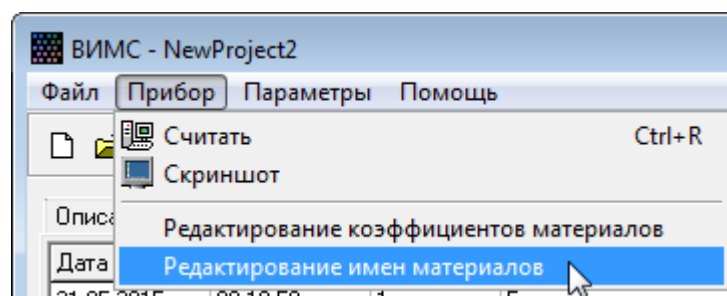 ВИМС - NewProject2
Файл Прибор Параметры Помощь
Считать Ctrl+R
Скриншот
Редактирование коэффициентов материалов
Дата Редактирование имен материалов